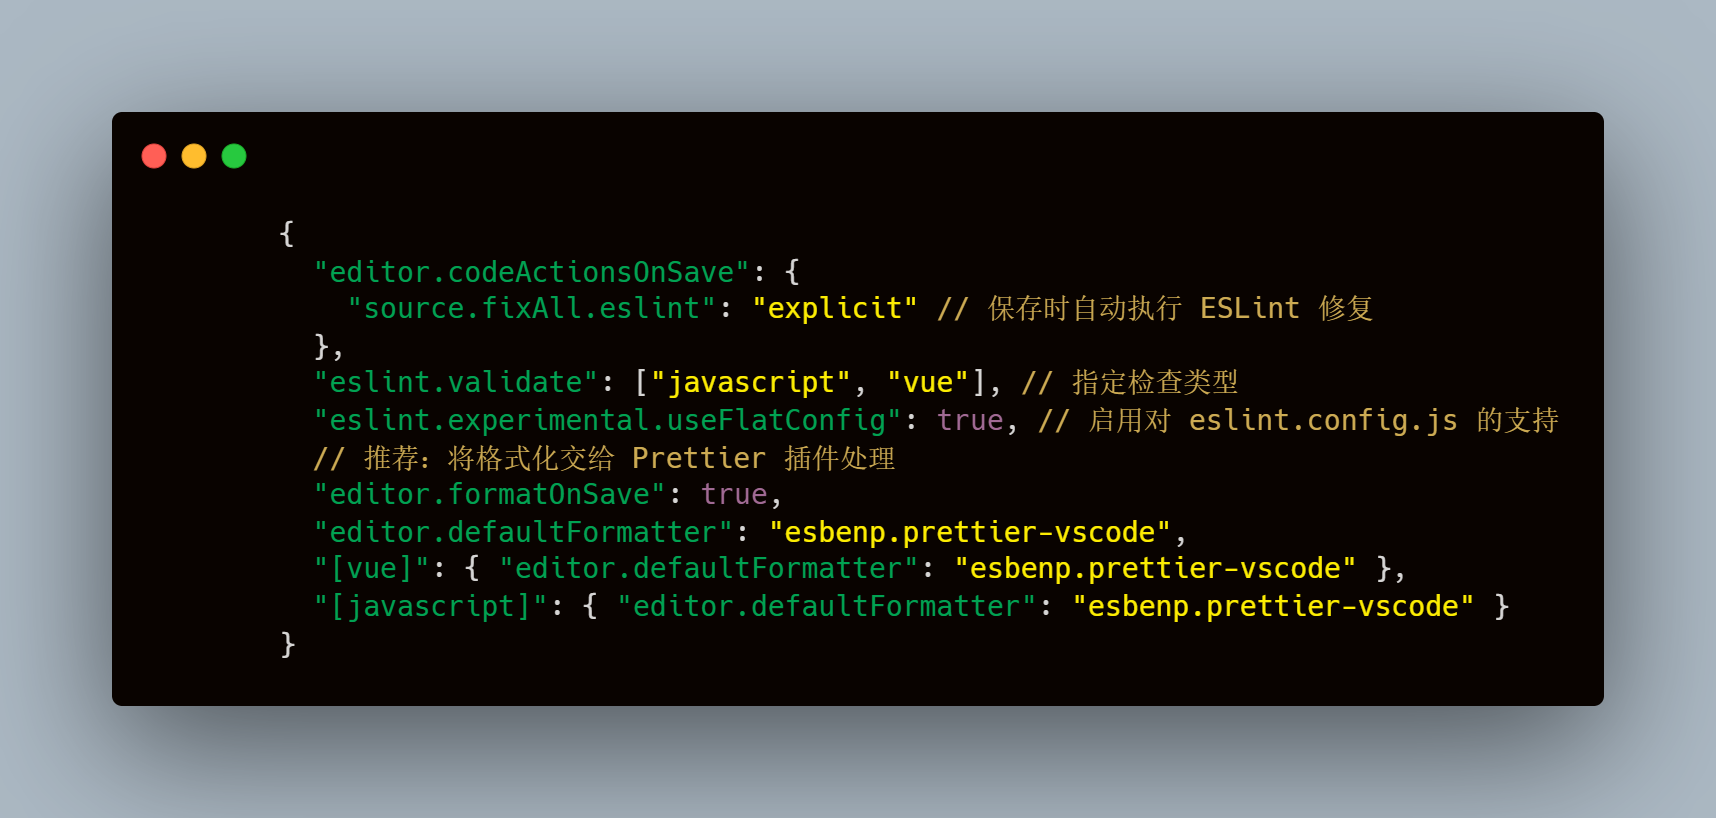 {
  "editor.codeActionsOnSave": {
    "source.fixAll.eslint": "explicit" // 保存时自动执行 ESLint 修复
  },
  "eslint.validate": ["javascript", "vue"], // 指定检查类型
  "eslint.experimental.useFlatConfig": true, // 启用对 eslint.config.js 的支持
  // 推荐：将格式化交给 Prettier 插件处理
  "editor.formatOnSave": true,
  "editor.defaultFormatter": "esbenp.prettier-vscode",
  "[vue]": { "editor.defaultFormatter": "esbenp.prettier-vscode" },
  "[javascript]": { "editor.defaultFormatter": "esbenp.prettier-vscode" }
}